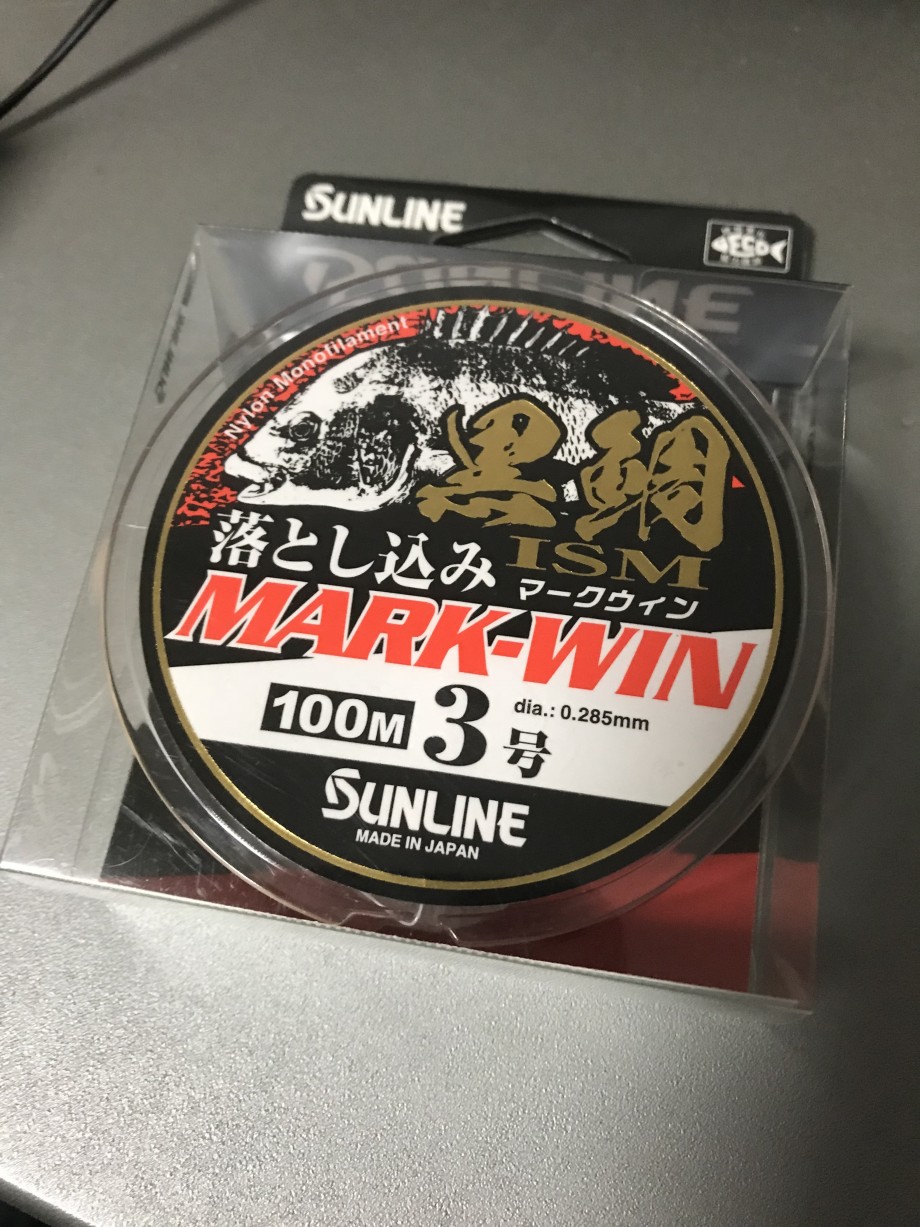 SUNLINE
ECO
Nylon Monofilament
黒鯛
ISM
落とし込み
マークウィン
MARK-WIN
100M 3号 dia.: 0.285mm
SUNLINE
MADE IN JAPAN